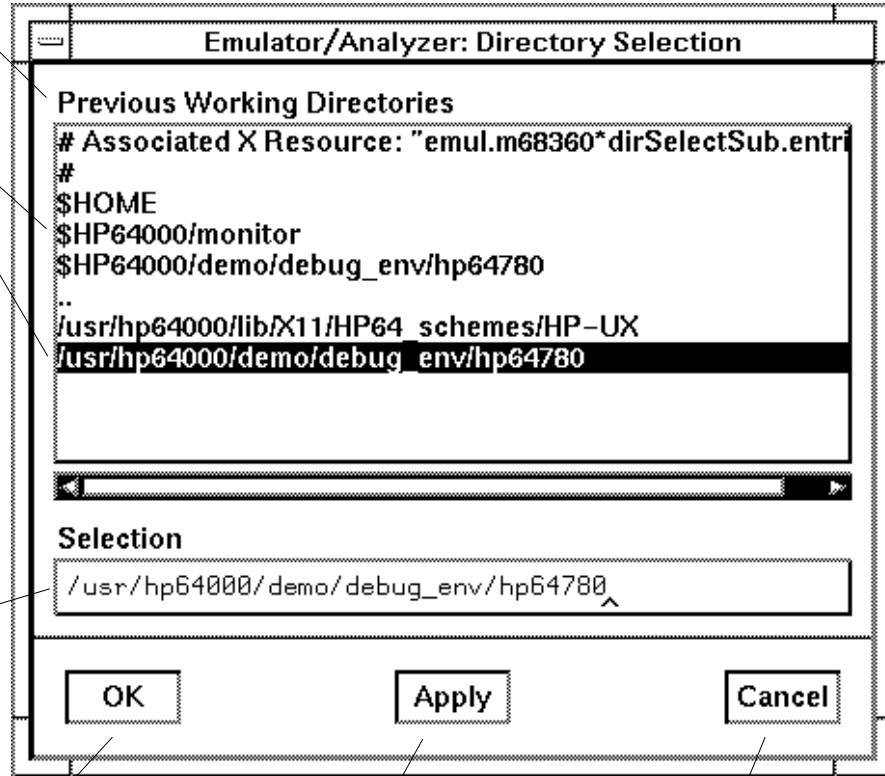 Emulator/Analyzer: Directory Selection
Previous Working Directories
# Associated X Resource: "emul.m68360*dirSelectSub.entri
#
$HOME
$HP64000/monitor
$HP64000/demo/debug_env/hp64780
..
/usr/hp64000/lib/X11/HP64_schemes/HP-UX
/usr/hp64000/demo/debug_env/hp64780
Selection
/usr/hp64000/demo/debug_env/hp64780
OK
Apply
Cancel